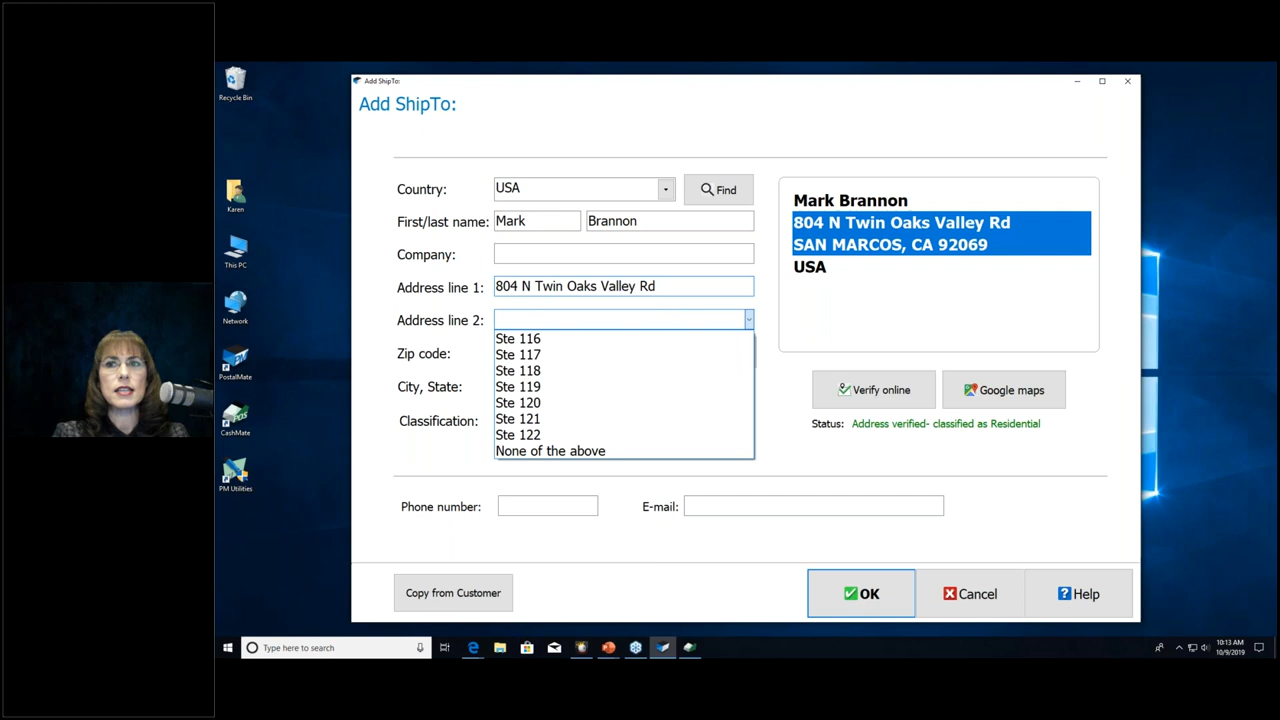 Recycle Bin
Karen
This PC
Network
PostalMate
CashMate
PM Utilities
Add ShipTo:
Add ShipTo:
Country: USA Find
First/last name: Mark Brannon
Company:
Address line 1: 804 N Twin Oaks Valley Rd
Address line 2:
Ste 116
Ste 117
Zip code:
Ste 118
City, State: Ste 119
Ste 120
Classification: Ste 121
Ste 122
None of the above
Mark Brannon
804 N Twin Oaks Valley Rd
SAN MARCOS, CA 92069
USA
Verify online Google maps
Status: Address verified- classified as Residential
Phone number: E-mail:
Copy from Customer OK Cancel Help
Type here to search
10:13 AM
10/9/2019